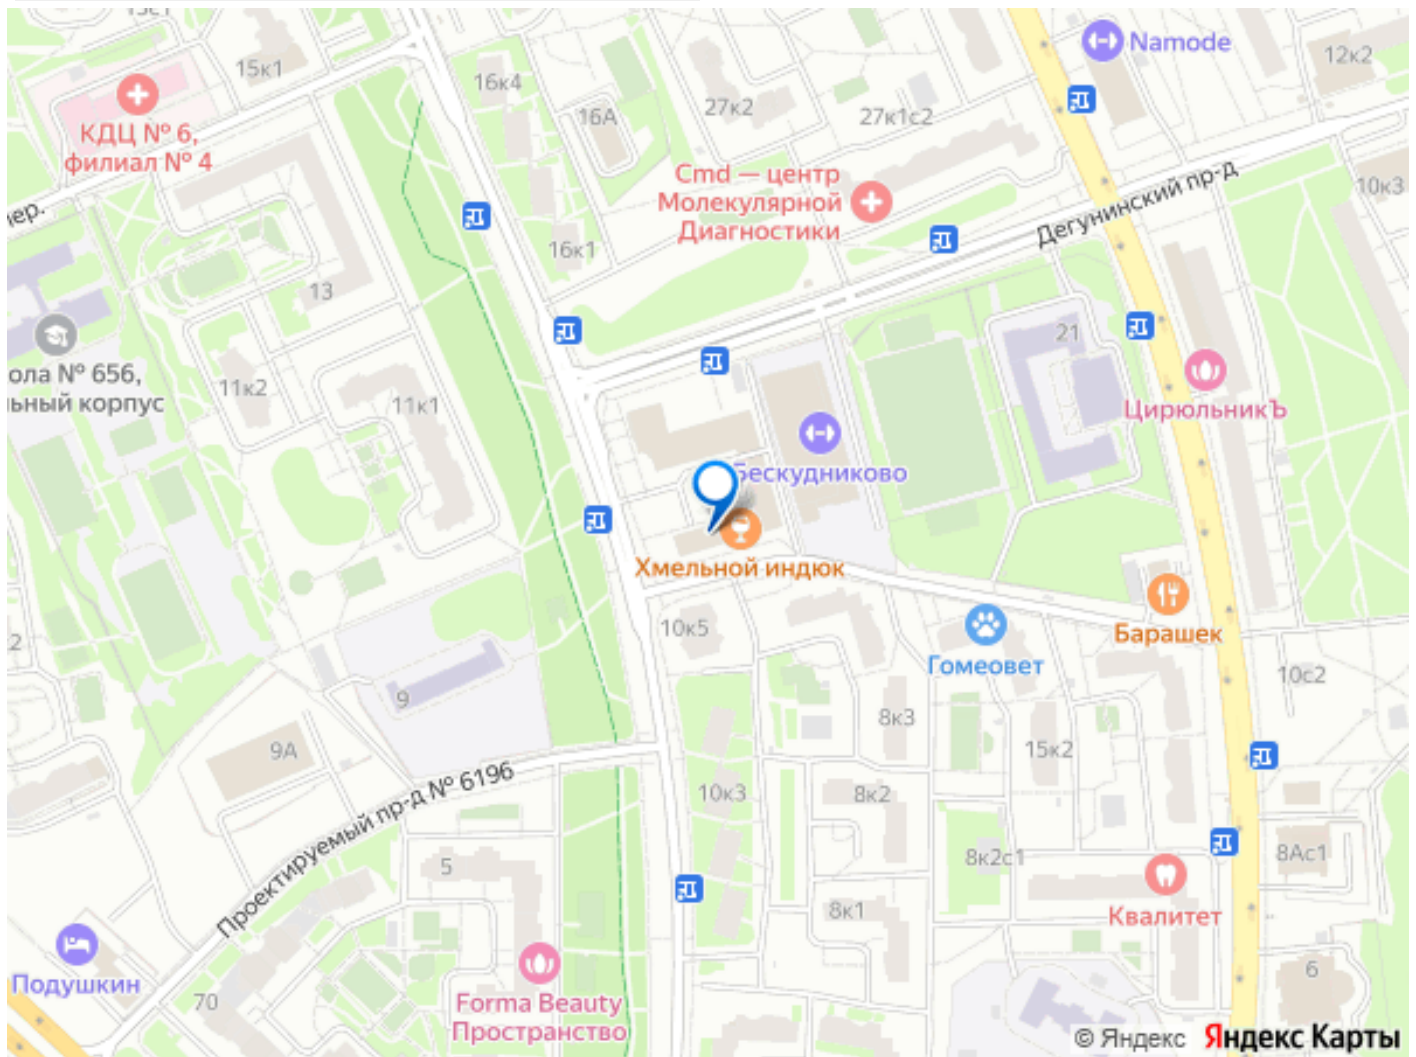 15с1
Namode
12к2
15к1
16к4
27к2
27к1с2
16А
КДЦ № 6,
филиал № 4
Cmd — центр
Молекулярной
Диагностики
10к3
пер.
Дегунинский пр-д
16к1
13
21
ола № 656,
ьный корпус
11к2
11к1
ЦирюльникЪ
Бескудниково
Хмельной индюк
10к5
Барашек
Гомеовет
2
9
8к3
10с2
9А
15к2
Проектируемый пр-д № 6196
10к3
8к2
5
8к2с1
8Ас1
8к1
Квалитет
Подушкин
70
Forma Beauty
Пространство
6
© Яндекс Яндекс Карты